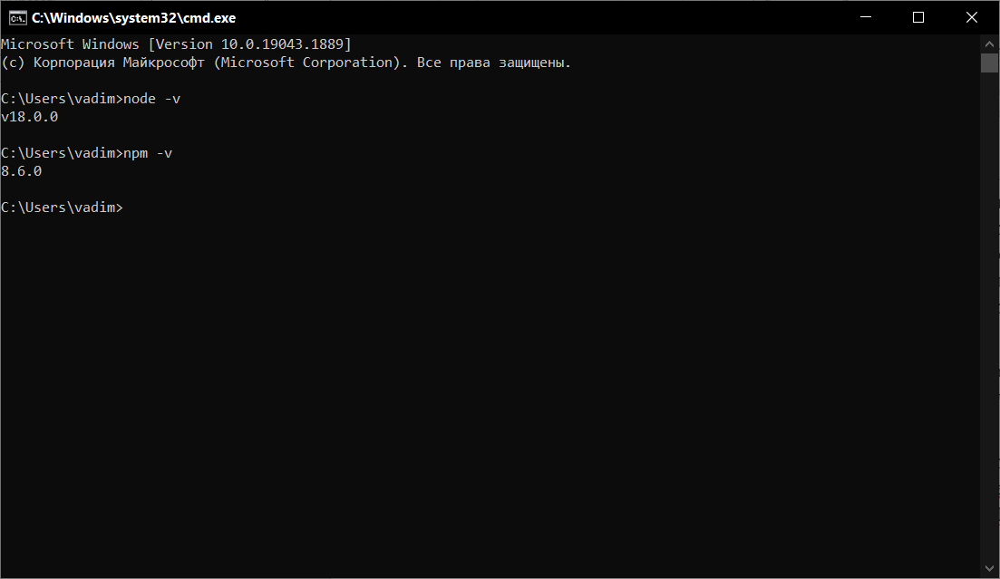 C:\Windows\system32\cmd.exe
Microsoft Windows [Version 10.0.19043.1889]
(c) Корпорация Майкрософт (Microsoft Corporation). Все права защищены.
C:\Users\vadim>node -v
v18.0.0
C:\Users\vadim>npm -v
8.6.0
C:\Users\vadim>